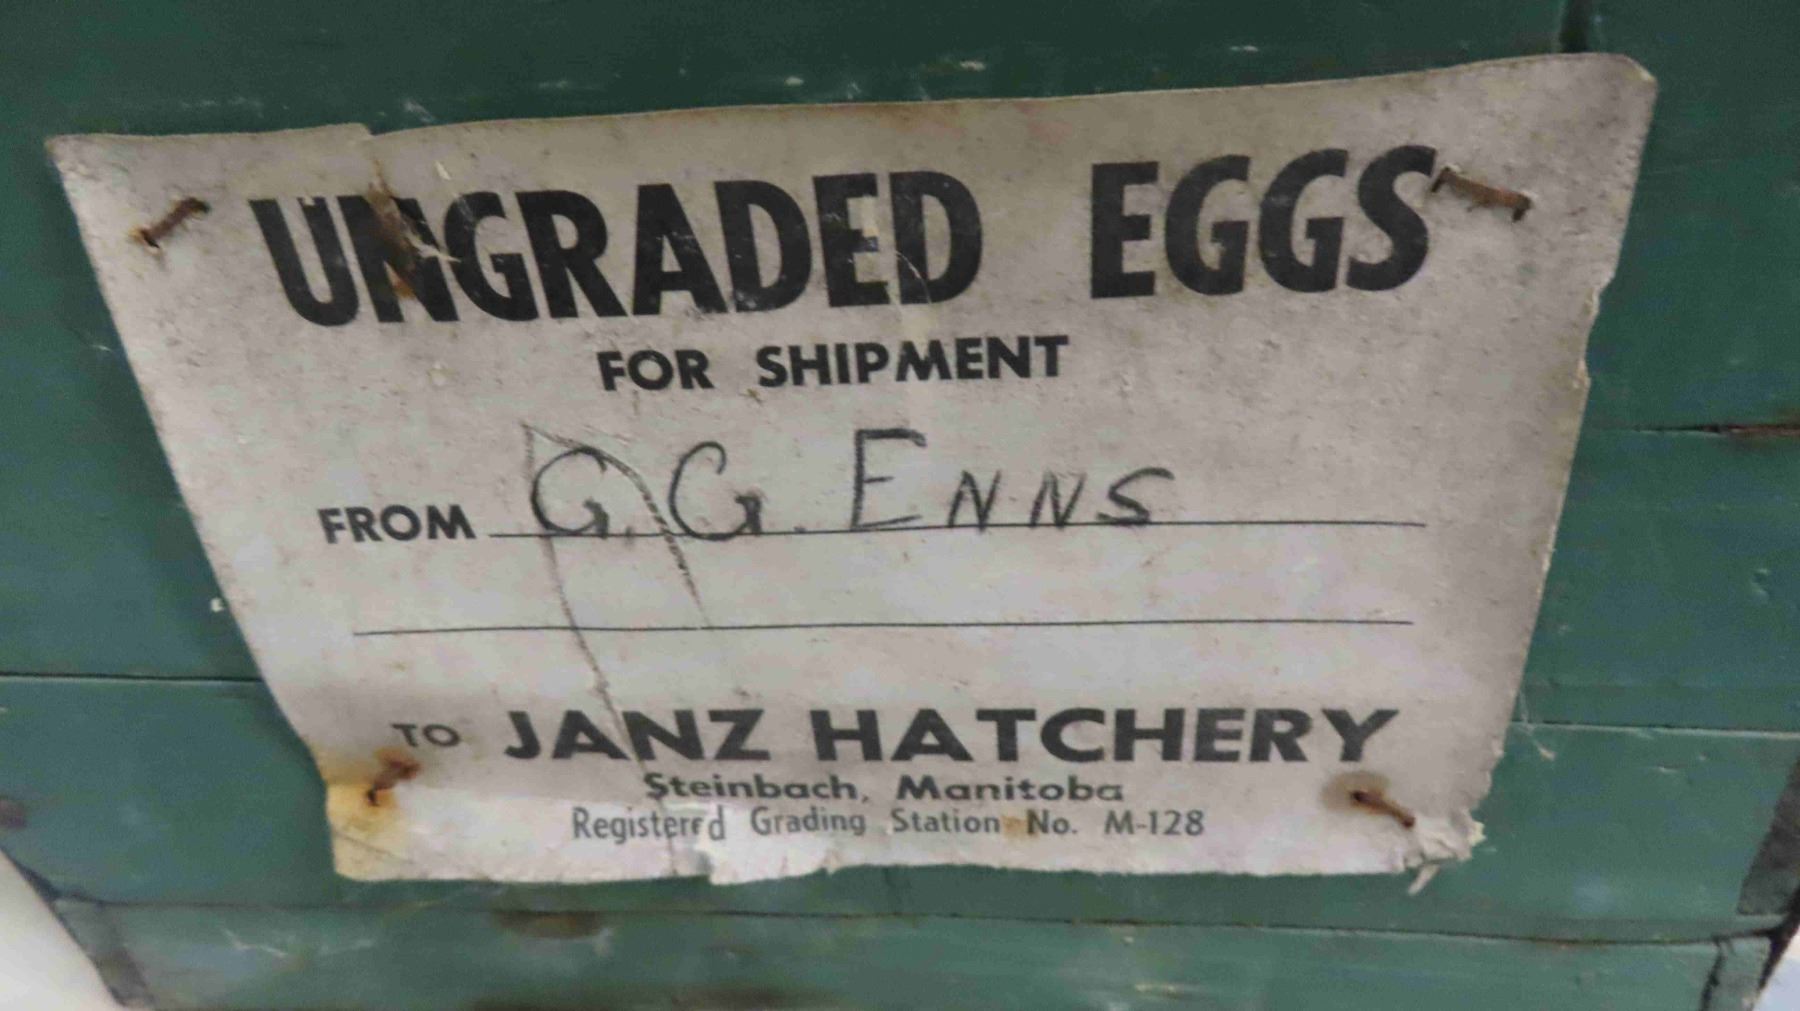 UNGRADED EGGS
FOR SHIPMENT
FROM G. G. ENNS
TO JANZ HATCHERY
Steinbach, Manitoba
Registered Grading Station No. M-128